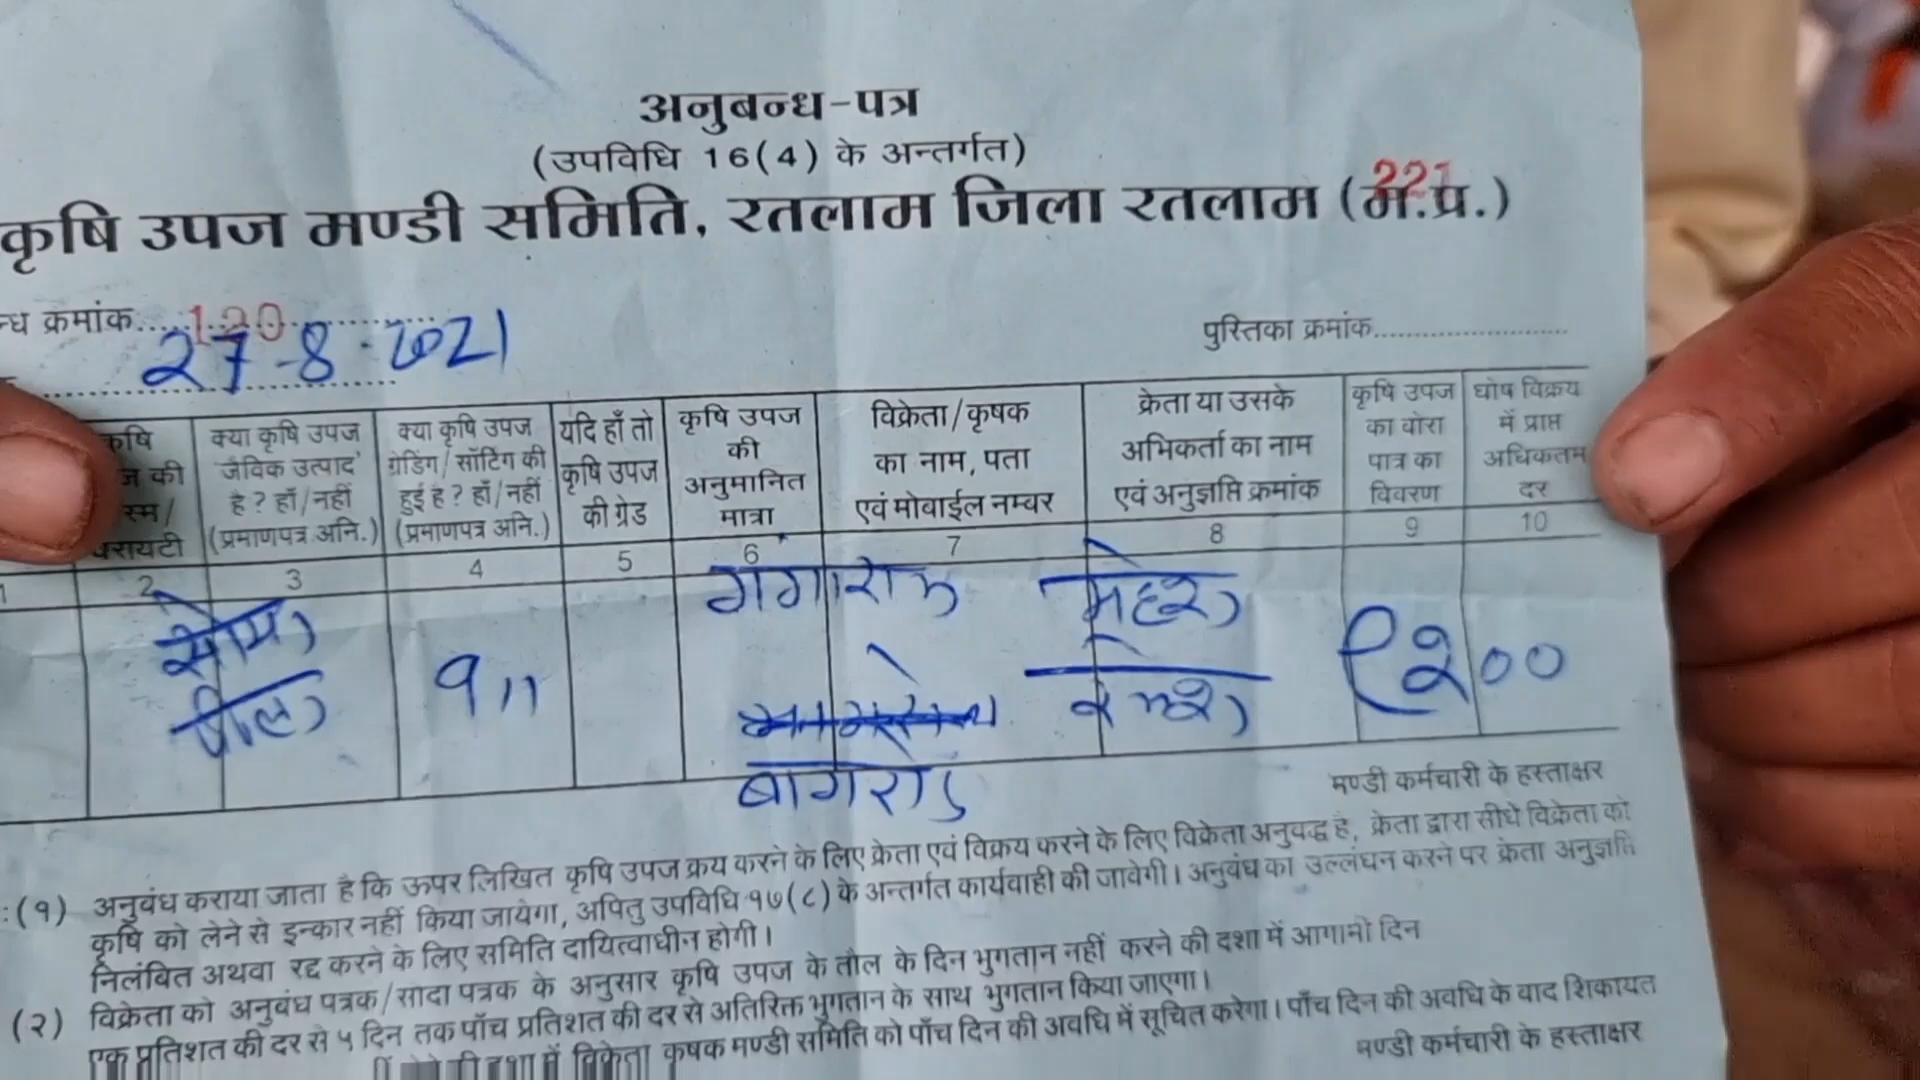 अनुबन्ध-पत्र
(उपविधि 16(4) के अन्तर्गत)
221
कृषि उपज मण्डी समिति, रतलाम जिला रतलाम (म.प्र.)
न्ध क्रमांक.....120
पुस्तिका क्रमांक
27-8-2021
कृषि
ज की
स्म/
वरायटी
क्या कृषि उपज
'जैविक उत्पाद'
है? हाँ/नहीं
(प्रमाणपत्र अनि.)
क्या कृषि उपज
ग्रेडिंग/सॉटिंग की
हुई है? हाँ/नहीं
(प्रमाणपत्र अनि.)
यदि हाँ तो
कृषि उपज
की ग्रेड
कृषि उपज
की
अनुमानित
मात्रा
विक्रेता/कृषक
का नाम, पता
एवं मोबाईल नम्बर
क्रेता या उसके
अभिकर्ता का नाम
एवं अनुज्ञप्ति क्रमांक
कृषि उपज
का बोरा
पात्र का
विवरण
घोष विक्रय
में प्राप्त
अधिकतम
दर
1 2 3 4 5 6 7 8 9 10
सोया
पीला
गंगाराम
९२००
मण्डी कर्मचारी के हस्ताक्षर
:(१) अनुबंध कराया जाता है कि ऊपर लिखित कृषि उपज क्रय करने के लिए क्रेता एवं विक्रय करने के लिए विक्रेता अनुबद्ध है, क्रेता द्वारा सीधे विक्रेता को
कृषि को लेने से इन्कार नहीं किया जायेगा, अपितु उपविधि १७(८) के अन्तर्गत कार्यवाही की जावेगी। अनुबंध का उल्लंघन करने पर क्रेता अनुज्ञप्ति
निलंबित अथवा रद्द करने के लिए समिति दायित्वाधीन होगी।
(२) विक्रेता को अनुबंध पत्रक/सौदा पत्रक के अनुसार कृषि उपज के तौल के दिन भुगतान नहीं करने की दशा में आगामी दिन
एक प्रतिशत की दर से ५ दिन तक पाँच प्रतिशत की दर से अतिरिक्त भुगतान के साथ भुगतान किया जाएगा।
दशा में विक्रेता कृषक मण्डी समिति को पाँच दिन की अवधि में सूचित करेगा। पाँच दिन की अवधि के बाद शिकायत
मण्डी कर्मचारी के हस्ताक्षर